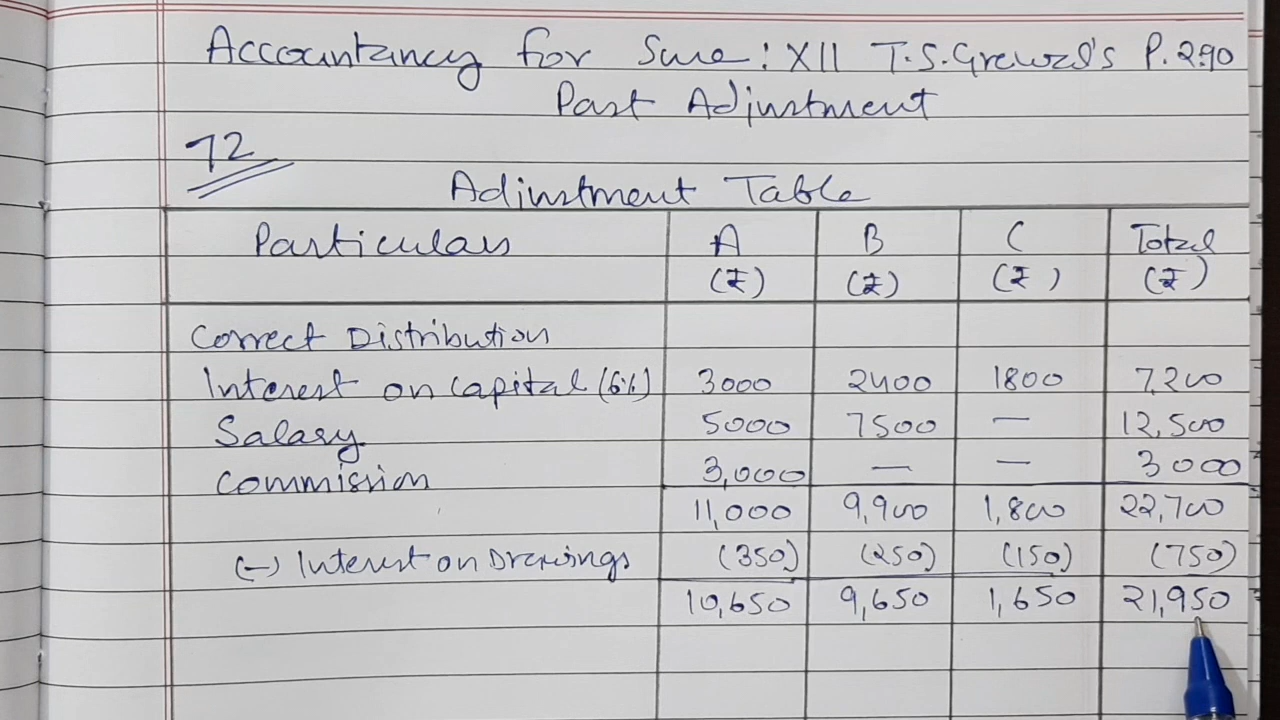 Accountancy for Sure : XII T.S. Grewal's P. 2.90
Past Adjustment
72
Adjustment Table
Particulars A B C Total
(₹) (₹) (₹) (₹)
Correct Distribution
Interest on Capital (6%) 3000 2400 1800 7,200
Salary 5000 7500 — 12,500
Commission 3,000 — — 3000
11,000 9,900 1,800 22,700
(-) Interest on Drawings (350) (250) (150) (750)
10,650 9,650 1,650 21,950